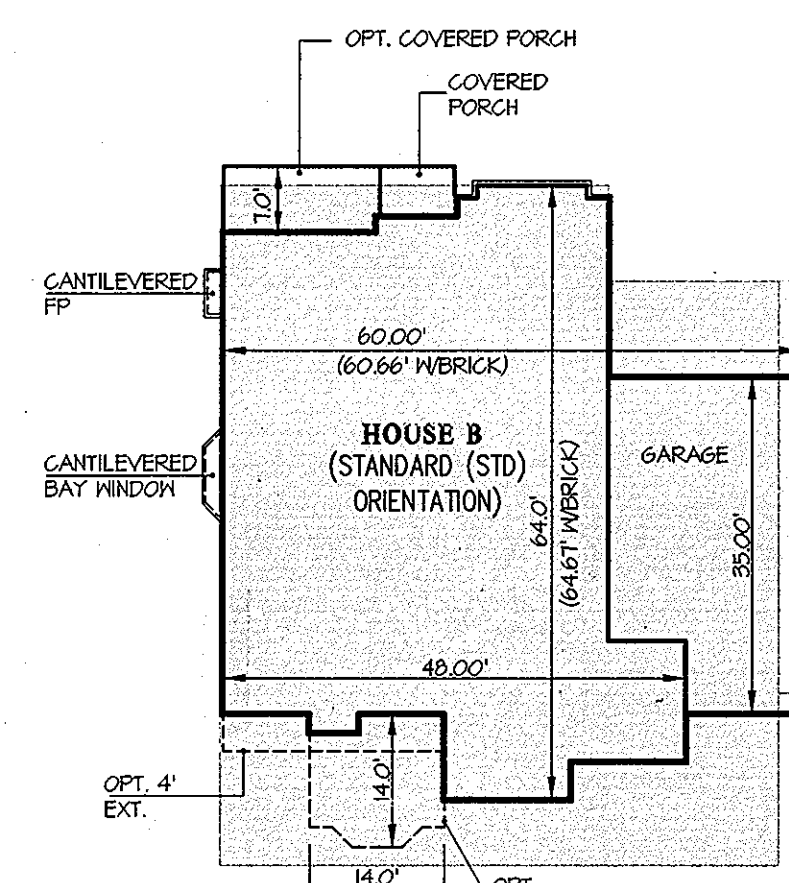 OPT. COVERED PORCH
COVERED
PORCH
7.0'
CANTILEVERED
FP
60.00'
(60.66' W/BRICK)
HOUSE B
(STANDARD (STD)
ORIENTATION)
CANTILEVERED
BAY WINDOW
GARAGE
64.0'
(64.67' W/BRICK)
35.00'
48.00'
OPT. 4'
EXT.
14.0'
14.0'
OPT.